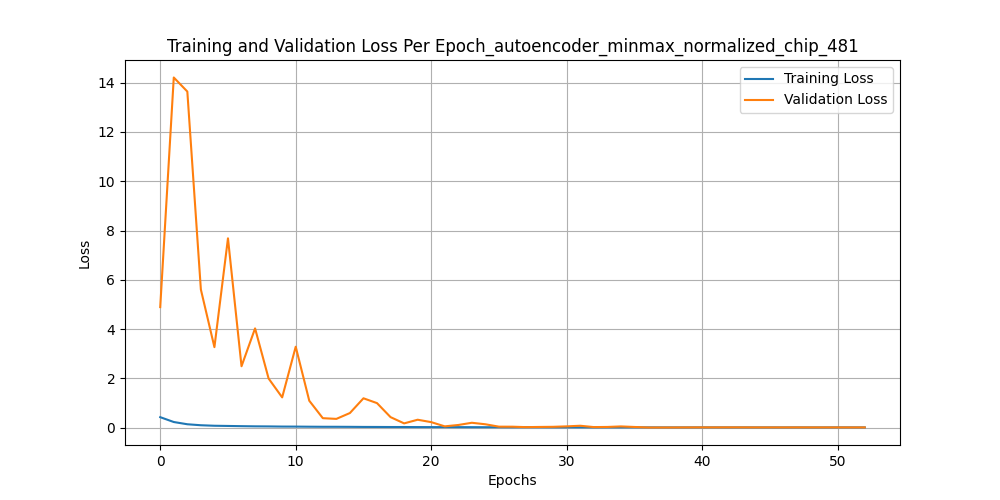 Training and Validation Loss Per Epoch_autoencoder_minmax_normalized_chip_481
Training Loss
Validation Loss
14
12
10
8
6
4
2
0
Loss
0 10 20 30 40 50
Epochs